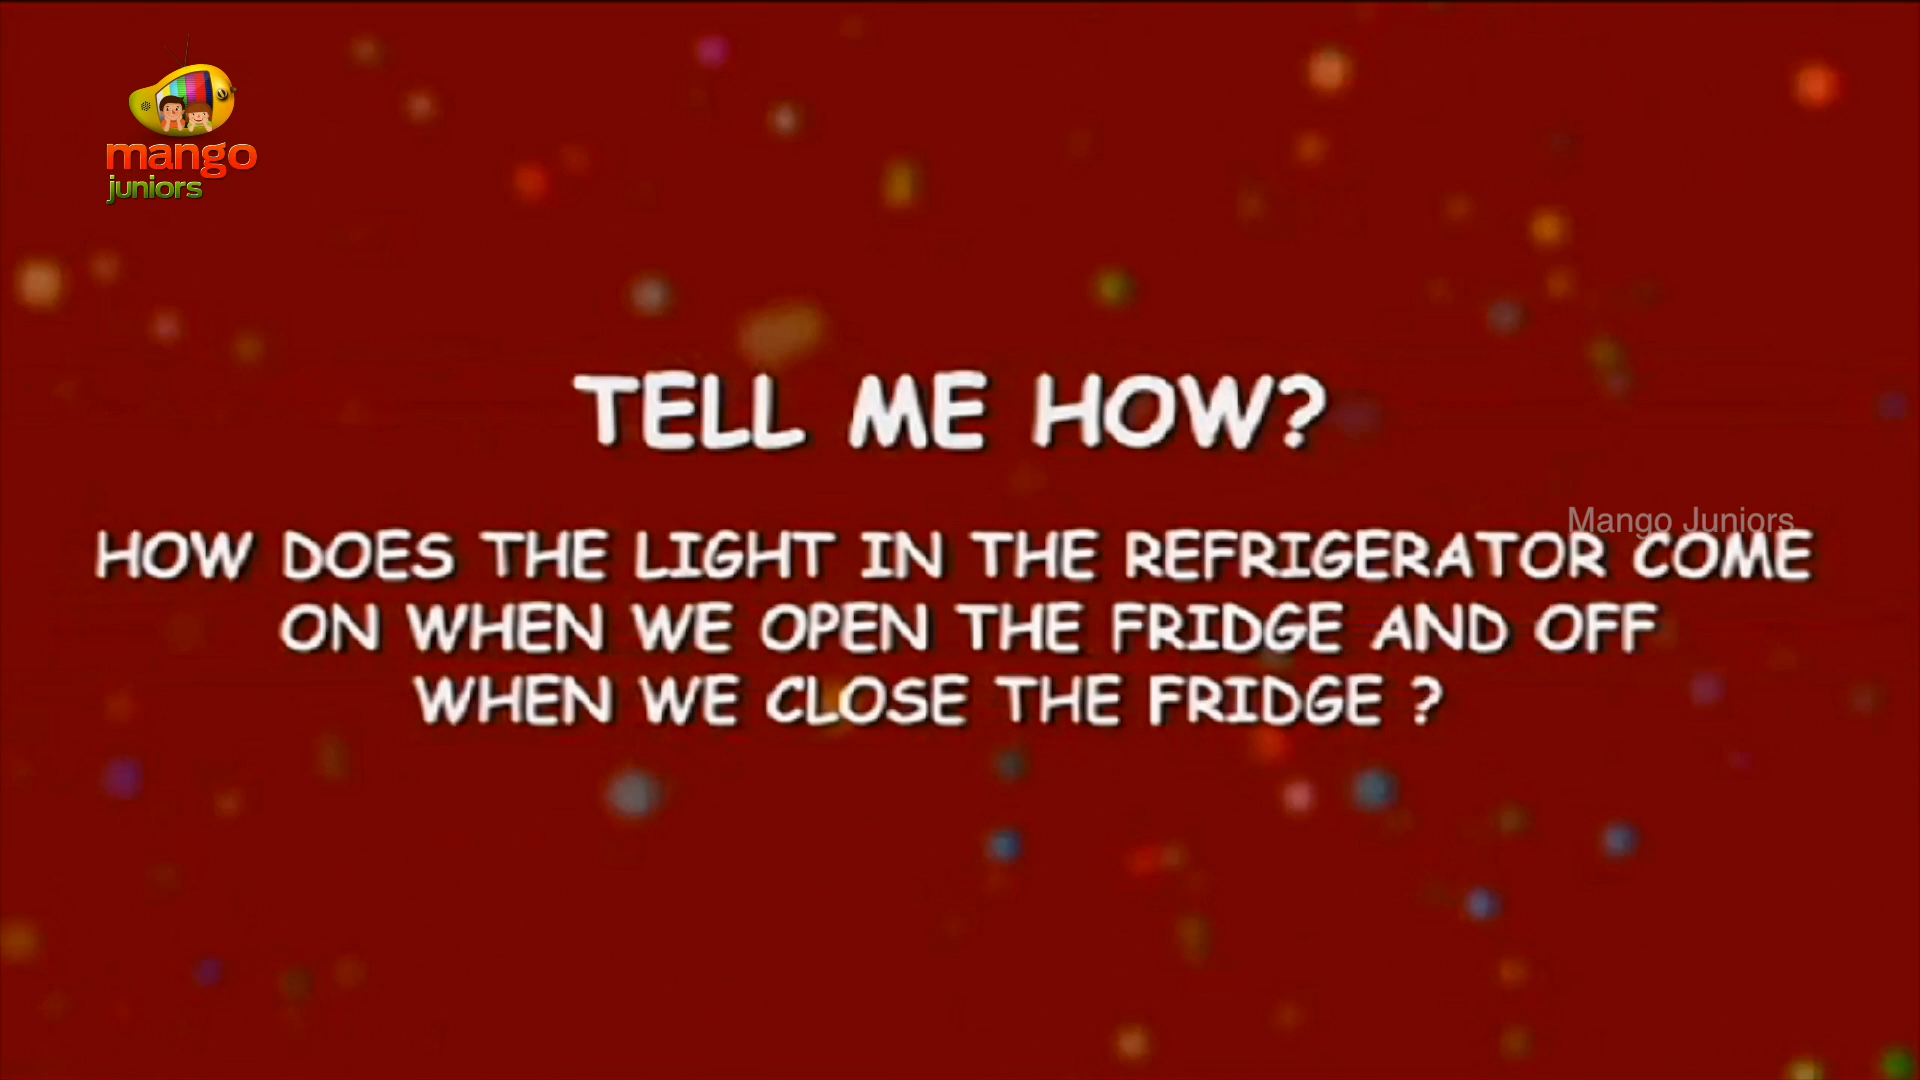 mango
juniors
TELL ME HOW?
Mango Juniors
HOW DOES THE LIGHT IN THE REFRIGERATOR COME
ON WHEN WE OPEN THE FRIDGE AND OFF
WHEN WE CLOSE THE FRIDGE ?